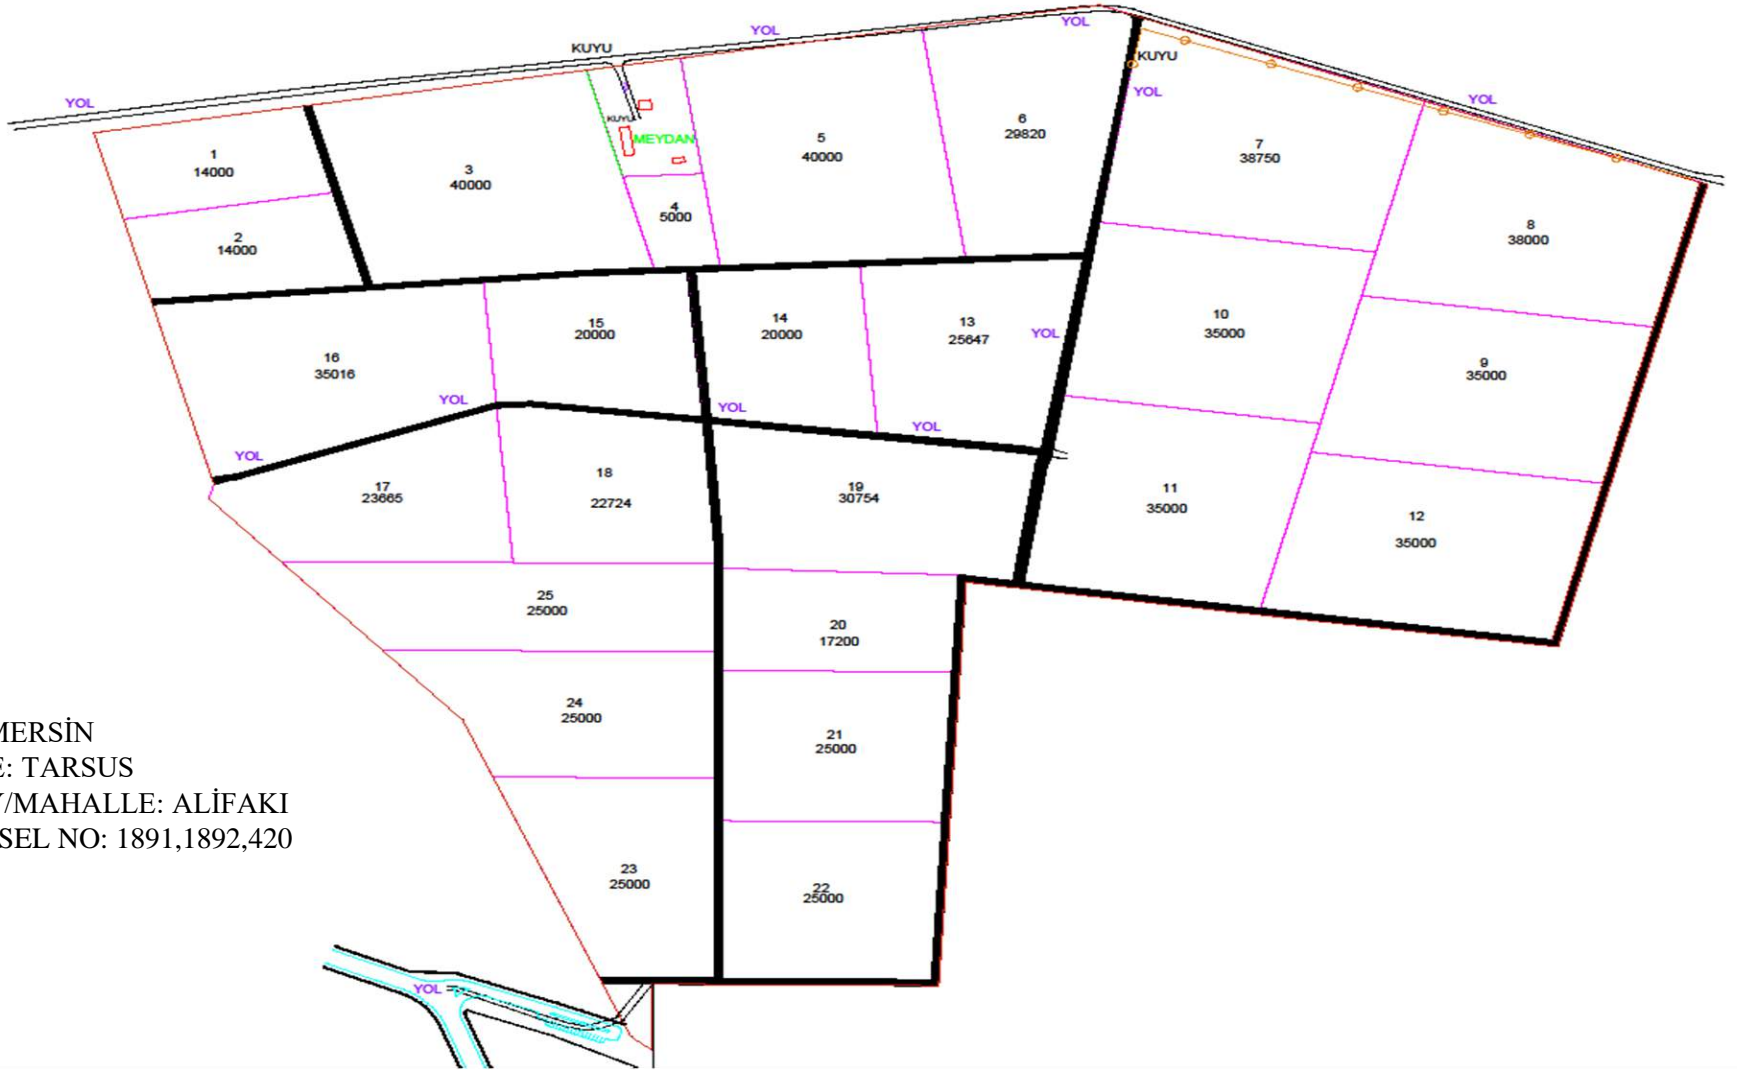 YOL
YOL
KUYU
YOL
KUYU
YOL
YOL
1
14000
2
14000
3
40000
KUYU
MEYDAN
4
5000
5
40000
6
29820
7
38750
8
38000
9
35000
10
35000
11
35000
12
35000
13
25647
YOL
14
20000
15
20000
16
35016
YOL
YOL
YOL
YOL
17
23665
18
22724
19
30754
20
17200
21
25000
22
25000
25
25000
24
25000
23
25000
MERSİN
E: TARSUS
Y/MAHALLE: ALİFAKI
SEL NO: 1891,1892,420
YOL